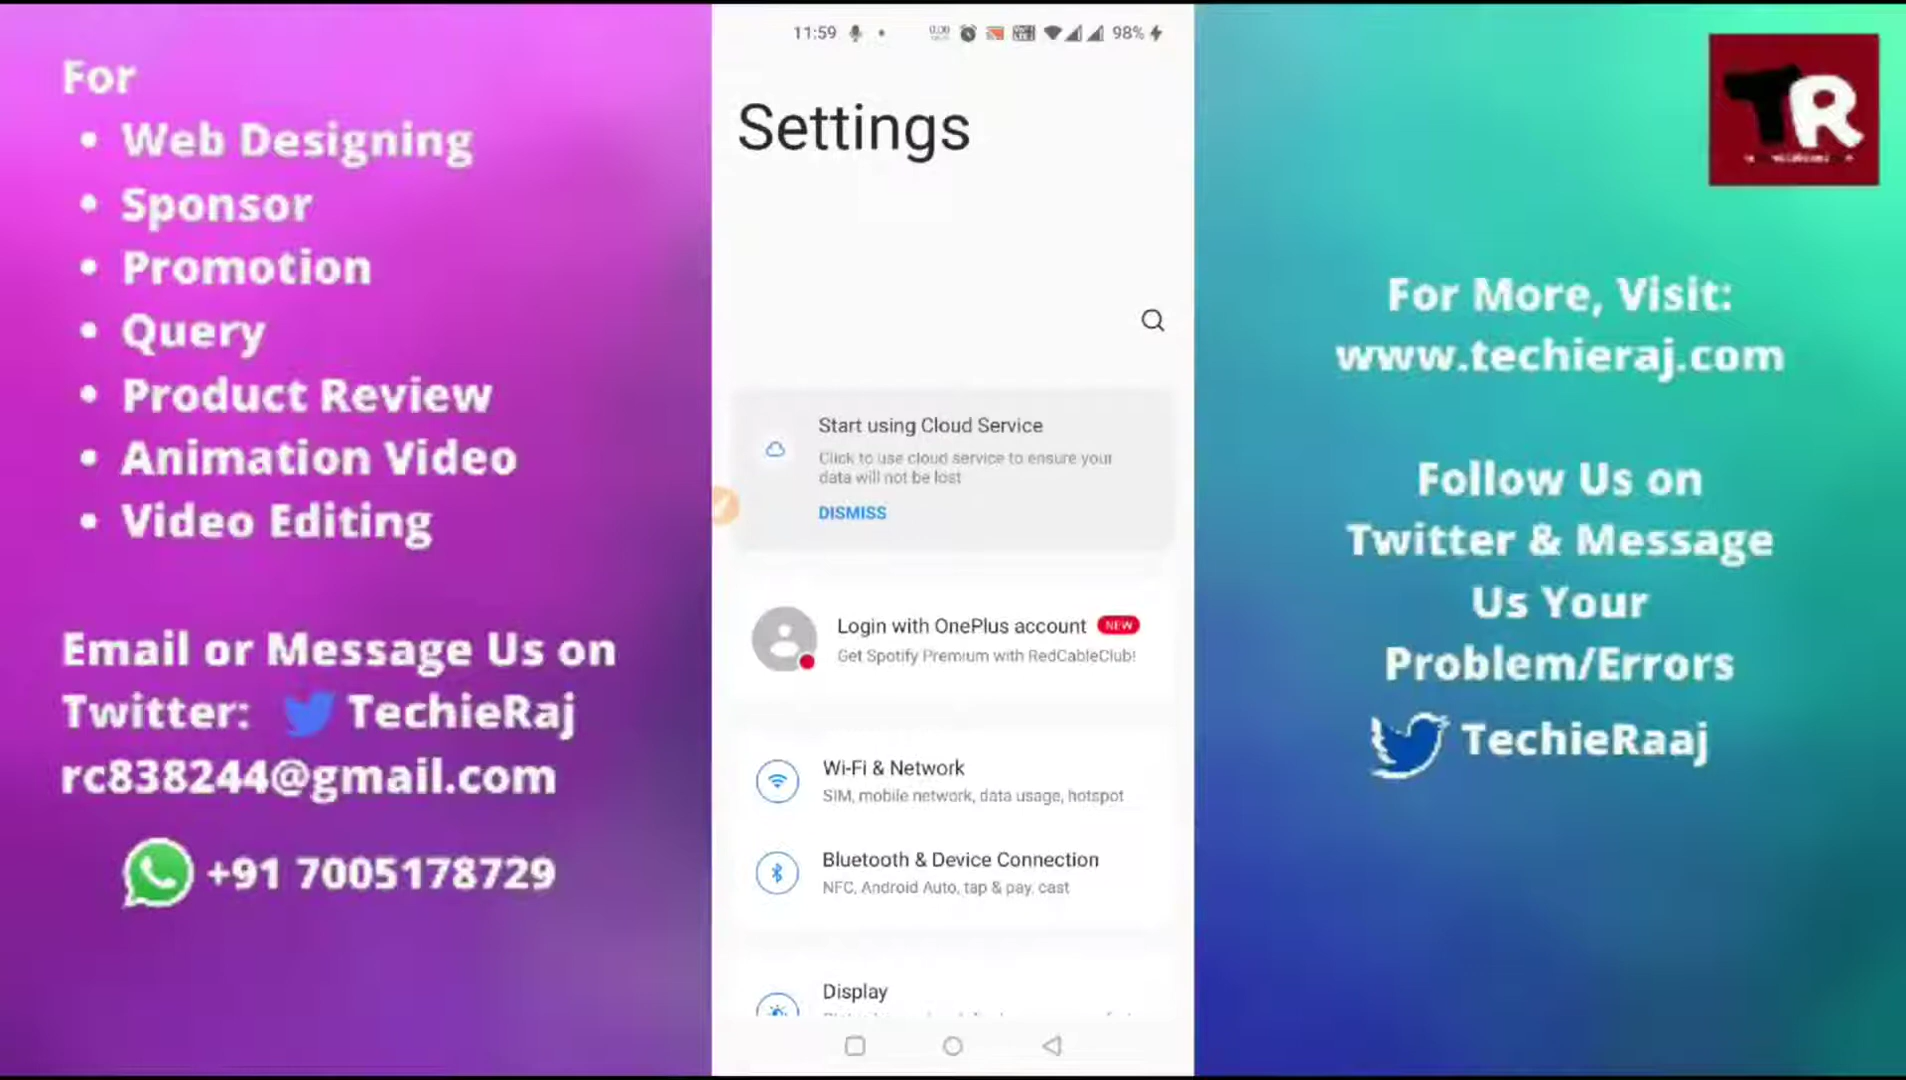 For
• Web Designing
• Sponsor
• Promotion
• Query
• Product Review
• Animation Video
• Video Editing
Email or Message Us on
Twitter: TechieRaj
rc838244@gmail.com
+91 7005178729
11:59
98%
Settings
Start using Cloud Service
Click to use cloud service to ensure your
data will not be lost
DISMISS
Login with OnePlus account NEW
Get Spotify Premium with RedCableClub!
Wi-Fi & Network
SIM, mobile network, data usage, hotspot
Bluetooth & Device Connection
NFC, Android Auto, tap & pay, cast
Display
TR
For More, Visit:
www.techieraj.com
Follow Us on
Twitter & Message
Us Your
Problem/Errors
TechieRaaj